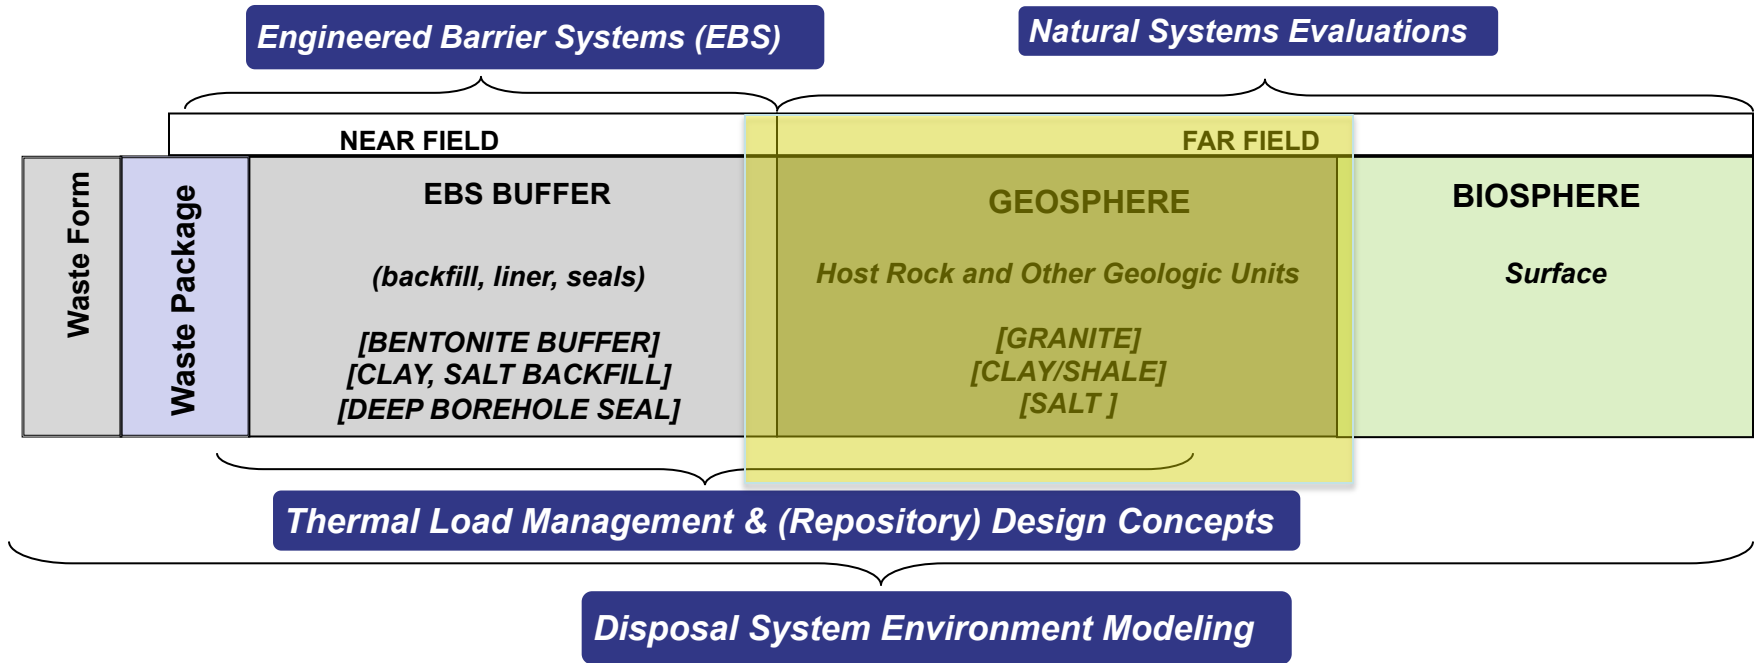 Engineered Barrier Systems (EBS)
Natural Systems Evaluations
NEAR FIELD
FAR FIELD
Waste Form
Waste Package
EBS BUFFER
(backfill, liner, seals)
[BENTONITE BUFFER]
[CLAY, SALT BACKFILL]
[DEEP BOREHOLE SEAL]
GEOSPHERE
Host Rock and Other Geologic Units
[GRANITE]
[CLAY/SHALE]
[SALT ]
BIOSPHERE
Surface
Thermal Load Management & (Repository) Design Concepts
Disposal System Environment Modeling